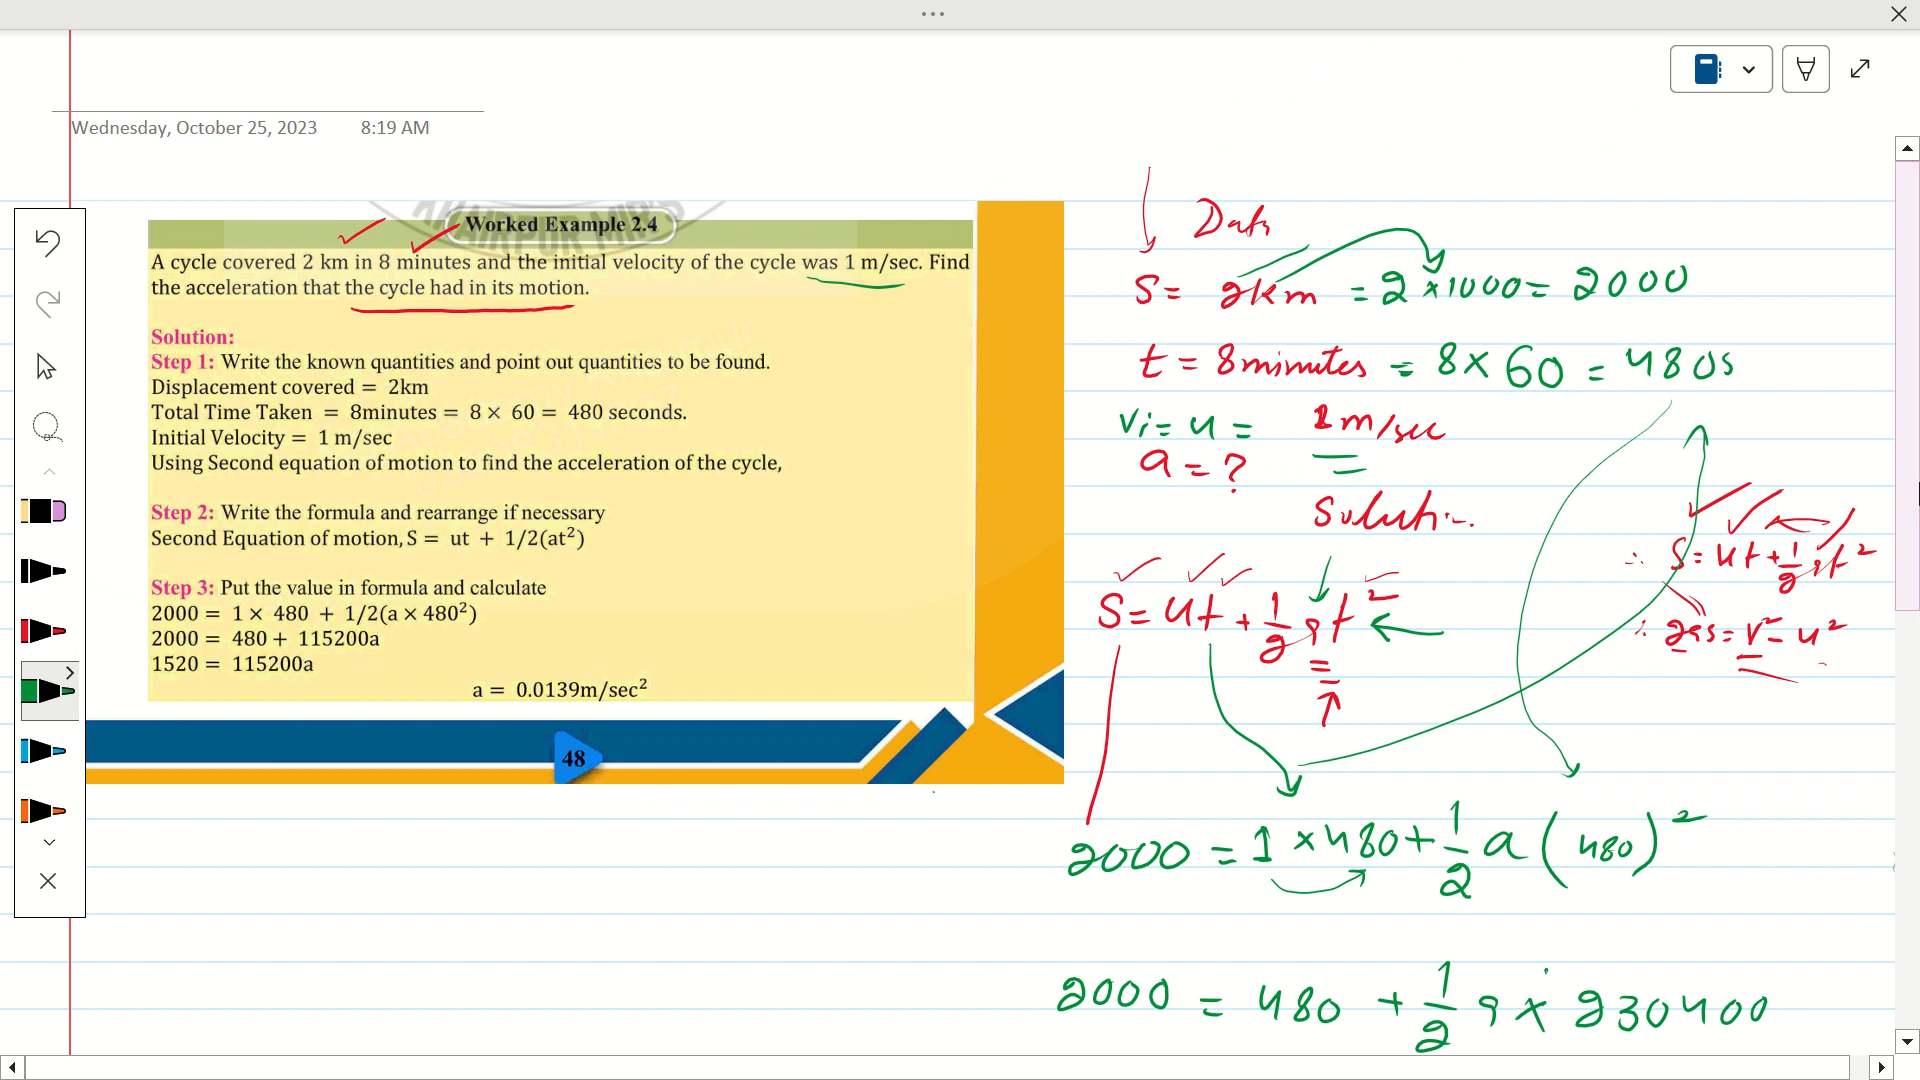 Wednesday, October 25, 2023 8:19 AM
Worked Example 2.4
A cycle covered 2 km in 8 minutes and the initial velocity of the cycle was 1 m/sec. Find
the acceleration that the cycle had in its motion.
Solution:
Step 1: Write the known quantities and point out quantities to be found.
Displacement covered = 2km
Total Time Taken = 8minutes = 8 × 60 = 480 seconds.
Initial Velocity = 1 m/sec
Using Second equation of motion to find the acceleration of the cycle,
Step 2: Write the formula and rearrange if necessary
Second Equation of motion, S = ut + 1/2(at²)
Step 3: Put the value in formula and calculate
2000 = 1 × 480 + 1/2(a × 480²)
2000 = 480 + 115200a
1520 = 115200a
a = 0.0139m/sec²
48
Data
S = 2km = 2 × 1000 = 2000
t = 8minutes = 8 × 60 = 480s
Vi = u = 1m/sec
a = ?
Solution.
S = ut + 1/2 at²
∴ S = ut + 1/2 at²
∴ 2as = v² - u²
2000 = 1 × 480 + 1/2 a (480)²
2000 = 480 + 1/2 a × 230400